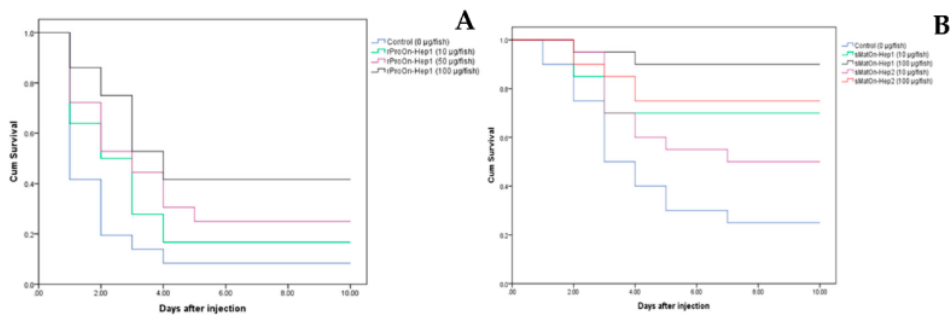 A
Control (0 µg/fish)
rProOn-Hep1 (10 µg/fish)
rProOn-Hep1 (50 µg/fish)
rProOn-Hep1 (100 µg/fish)
Cum Survival
1.0
0.8
0.6
0.4
0.2
0.0
.00
2.00
4.00
6.00
8.00
10.00
Days after injection
B
Control (0 µg/fish)
sMatOn-Hep1 (10 µg/fish)
sMatOn-Hep1 (100 µg/fish)
sMatOn-Hep2 (10 µg/fish)
sMatOn-Hep2 (100 µg/fish)
Cum Survival
1.0
0.8
0.6
0.4
0.2
0.0
.00
2.00
4.00
6.00
8.00
10.00
Days after injection